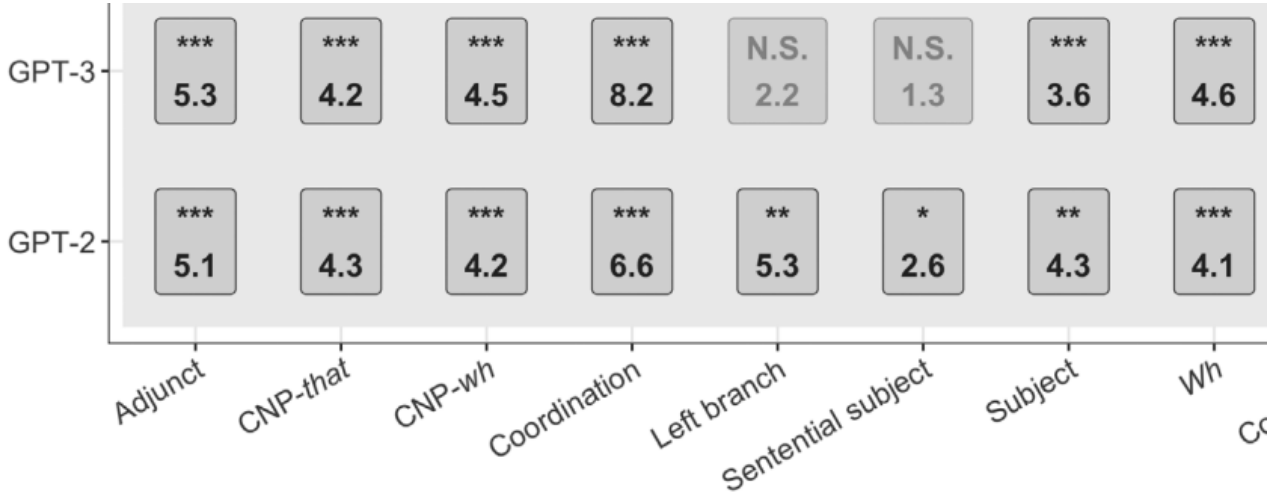 *** *** *** *** N.S. N.S. *** ***
GPT-3
5.3 4.2 4.5 8.2 2.2 1.3 3.6 4.6
*** *** *** *** ** * ** ***
GPT-2
5.1 4.3 4.2 6.6 5.3 2.6 4.3 4.1
Adjunct
CNP-that
CNP-wh
Coordination
Left branch
Sentential subject
Subject
Wh
Co